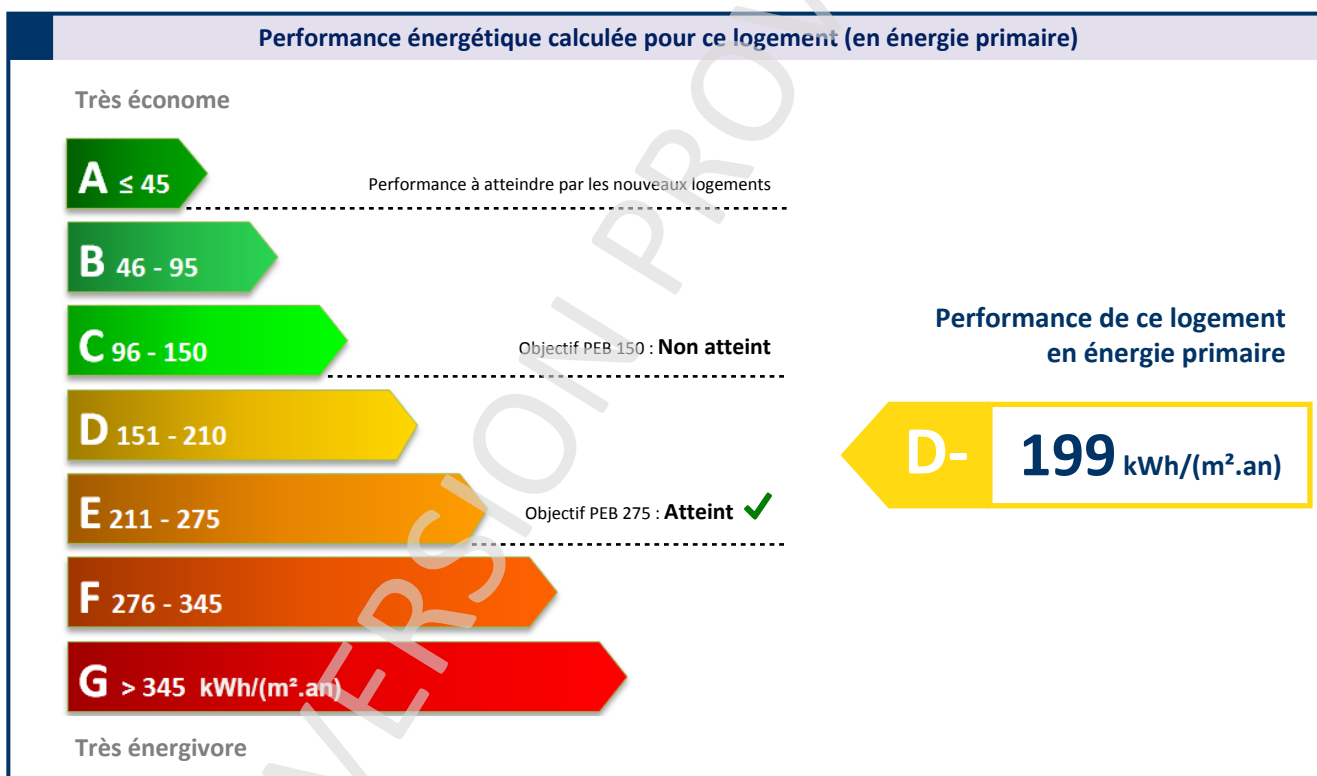 Performance énergétique calculée pour ce logement (en énergie primaire)
Très économe
A ≤ 45
Performance à atteindre par les nouveaux logements
B 46 - 95
C 96 - 150
Objectif PEB 150 : Non atteint
D 151 - 210
E 211 - 275
Objectif PEB 275 : Atteint ✓
F 276 - 345
G > 345 kWh/(m².an)
Très énergivore
Performance de ce logement
en énergie primaire
D- 199 kWh/(m².an)
VERSION PROV